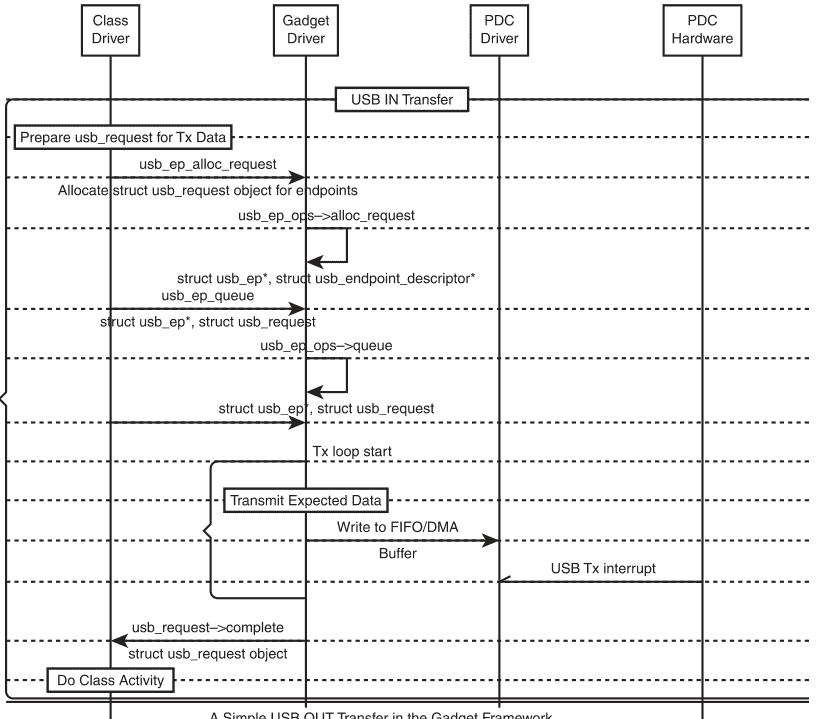 Class
Driver
Gadget
Driver
PDC
Driver
PDC
Hardware
USB IN Transfer
Prepare usb_request for Tx Data
usb_ep_alloc_request
Allocate struct usb_request object for endpoints
usb_ep_ops–>alloc_request
struct usb_ep*, struct usb_endpoint_descriptor*
usb_ep_queue
struct usb_ep*, struct usb_request
usb_ep_ops–>queue
struct usb_ep*, struct usb_request
Tx loop start
Transmit Expected Data
Write to FIFO/DMA
Buffer
USB Tx interrupt
usb_request–>complete
struct usb_request object
Do Class Activity
A Simple USB OUT Transfer in the Gadget Framework